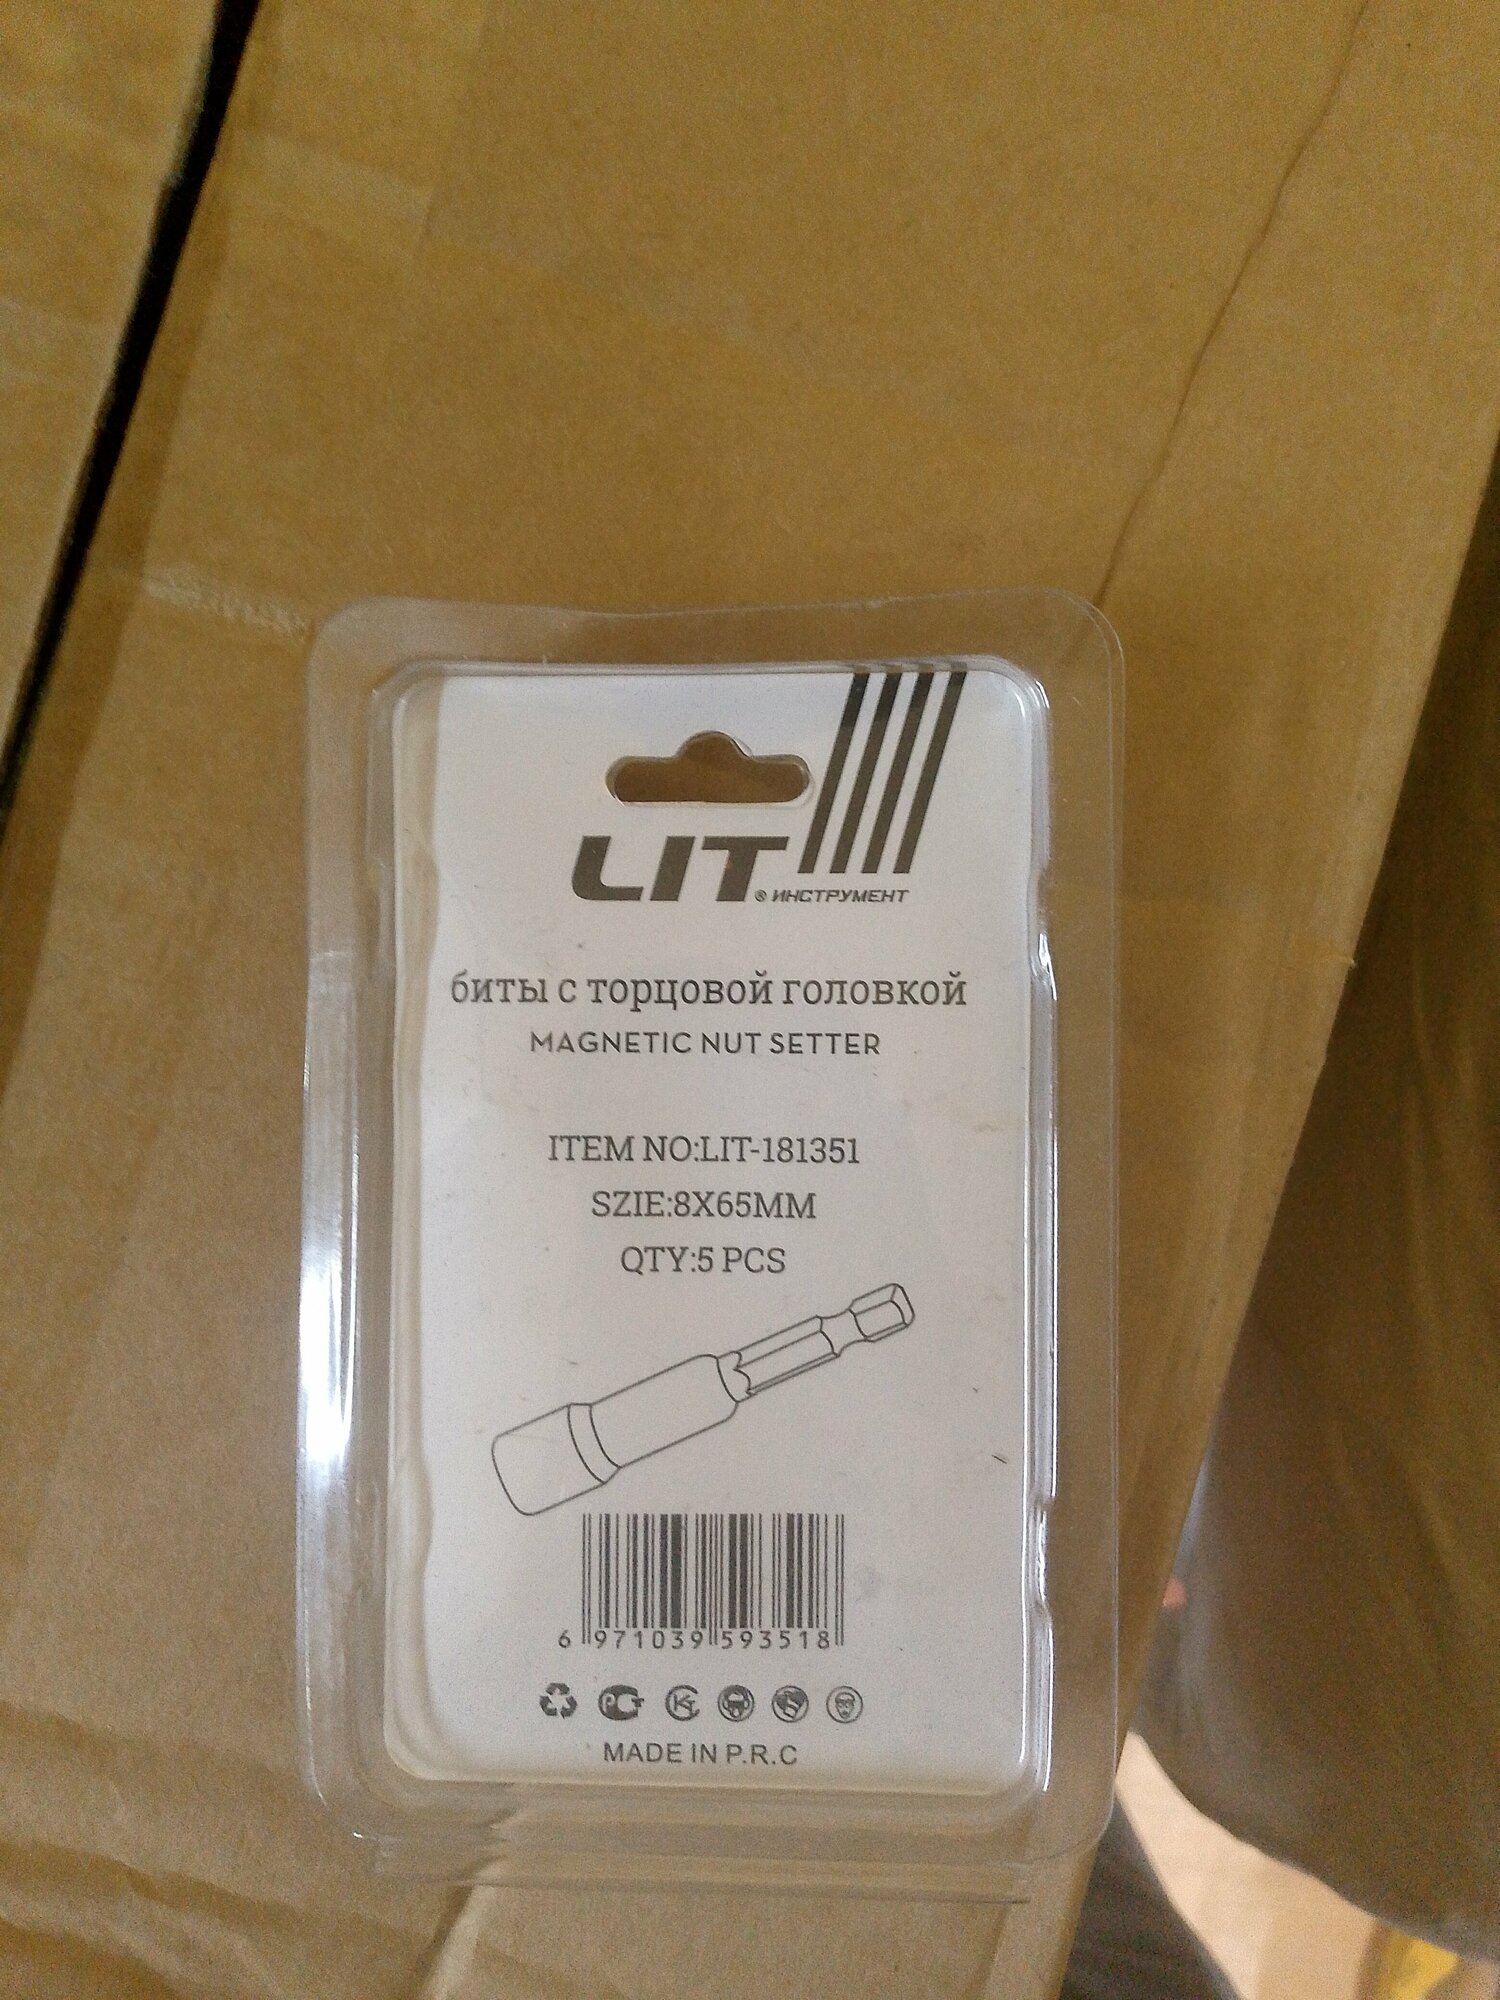 LIT
® ИНСТРУМЕНТ
биты с торцовой головкой
MAGNETIC NUT SETTER
ITEM NO:LIT-181351
SZIE:8X65MM
QTY:5 PCS
6 971039 593518
РСТ
MADE IN P.R.C